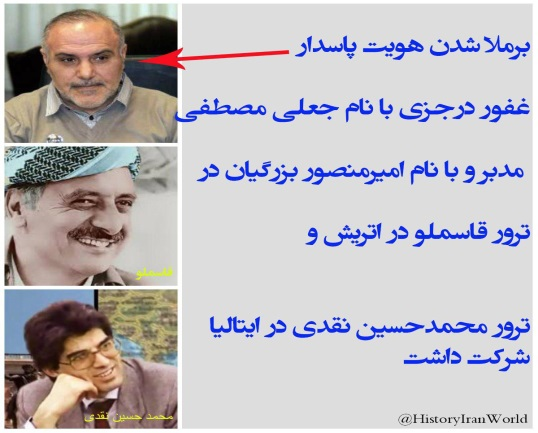 برملا شدن هویت پاسدار
غفور درجزی با نام جعلی مصطفی
مدبر و با نام امیرمنصور بزرگیان در
ترور قاسملو در اتریش و
ترور محمدحسین نقدی در ایتالیا
شرکت داشت
قاسملو
محمد حسین نقدی
@HistoryIranWorld